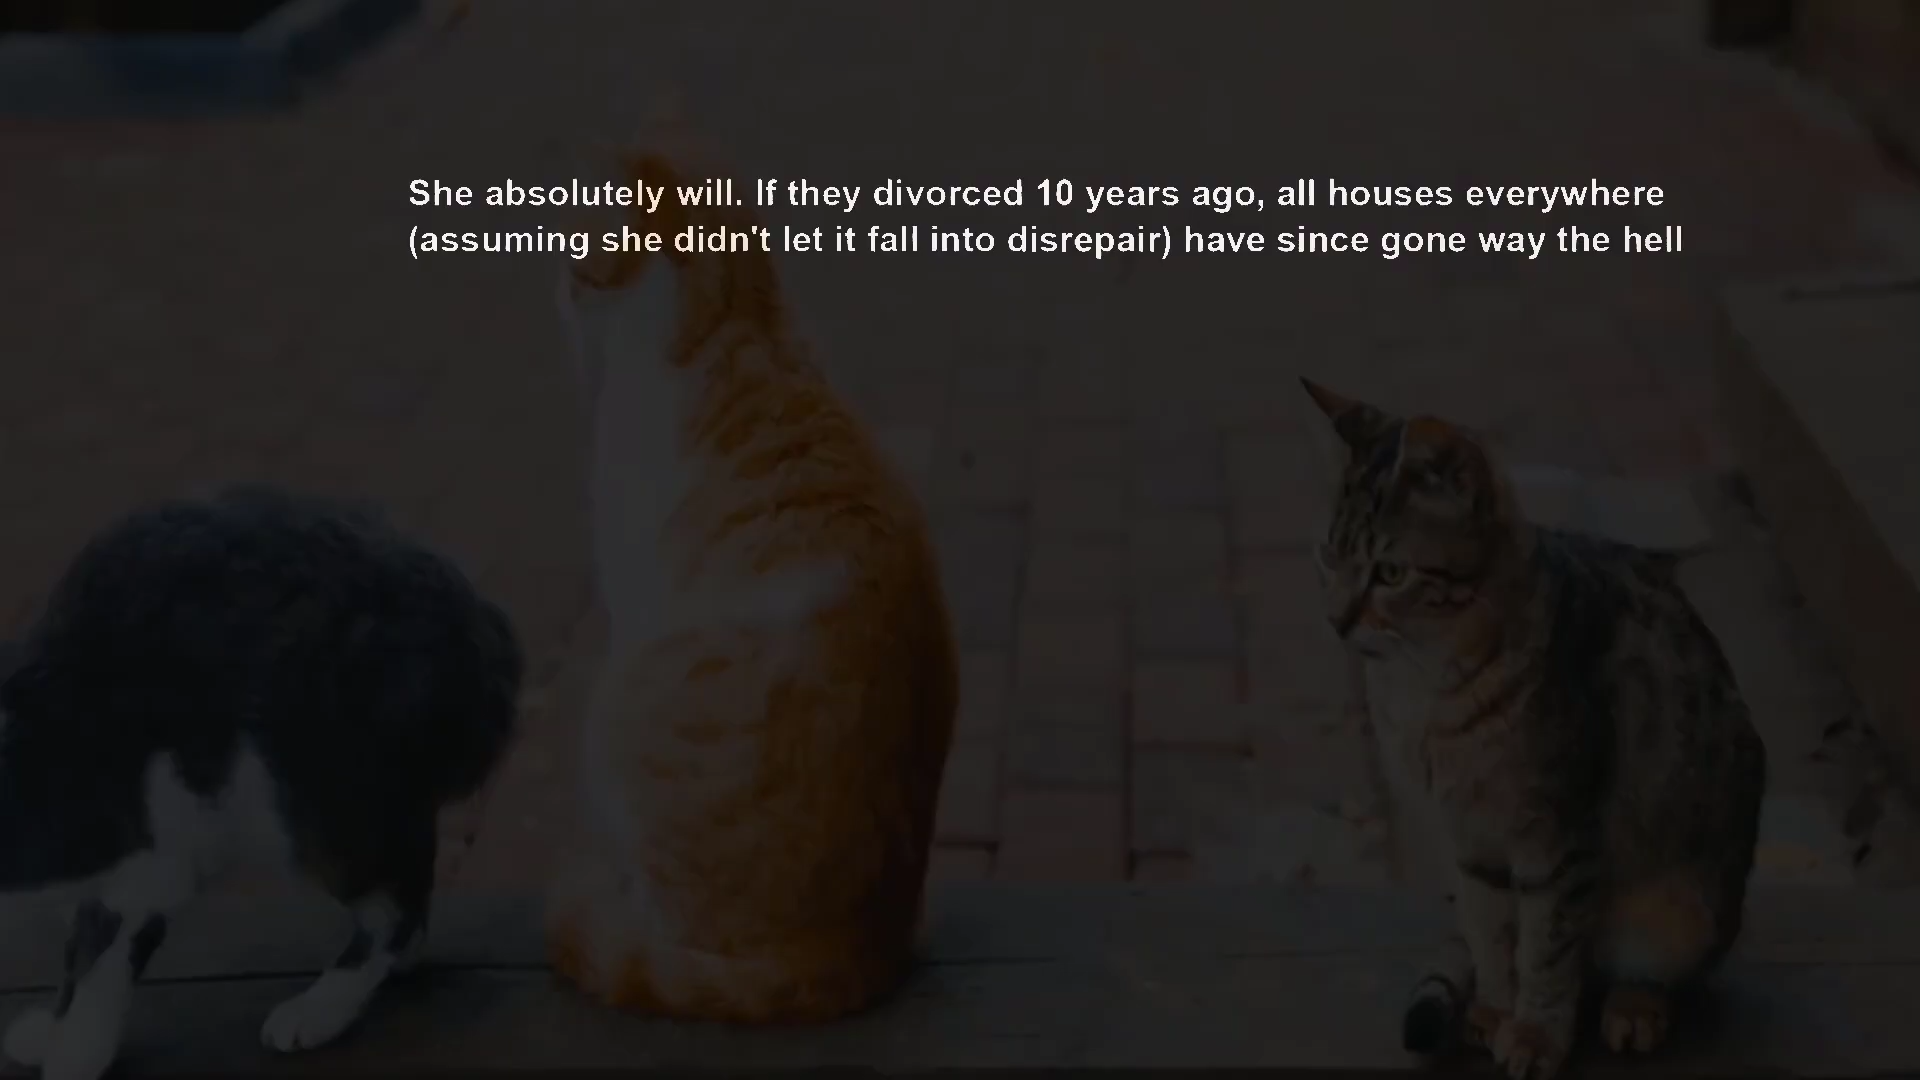 She absolutely will. If they divorced 10 years ago, all houses everywhere
(assuming she didn't let it fall into disrepair) have since gone way the hell